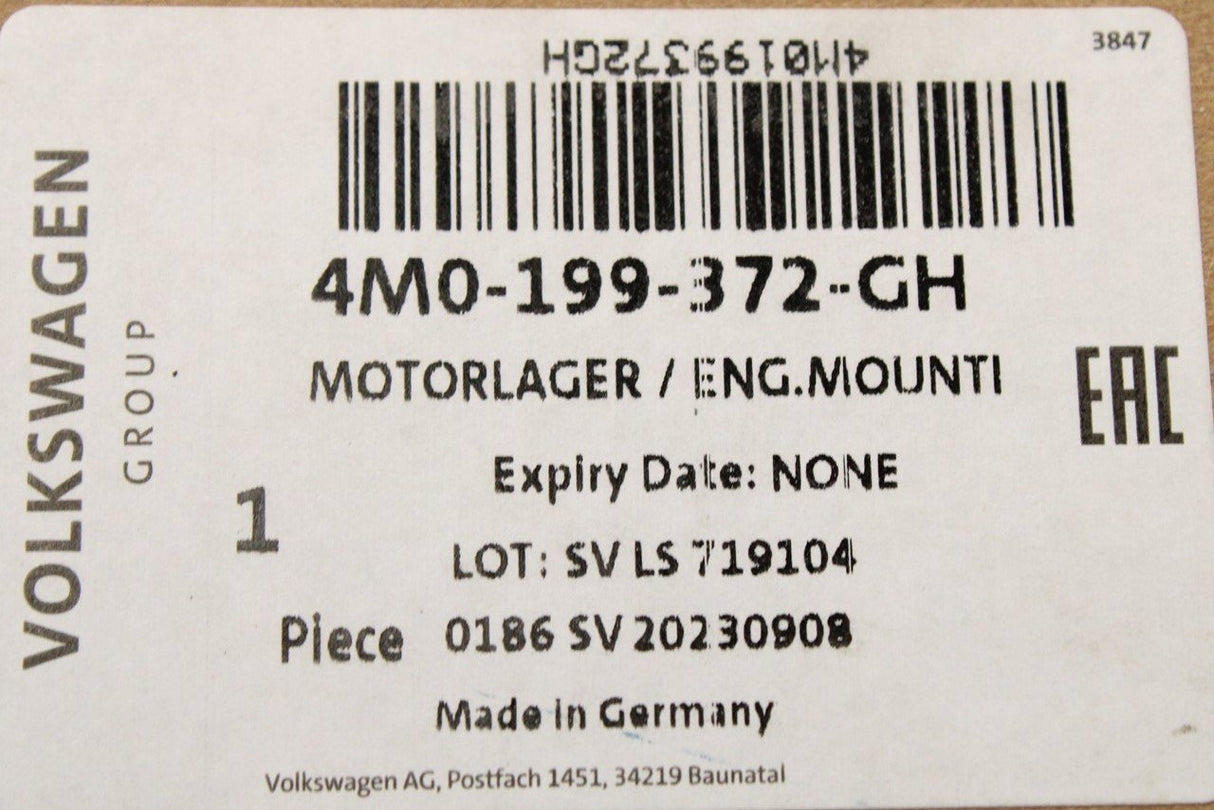 3847
4M0199372GH
4M0-199-372-GH
MOTORLAGER / ENG.MOUNTI
EAC
Expiry Date: NONE
1
LOT: SV LS 719104
Piece 0186 SV 20230908
Made in Germany
Volkswagen AG, Postfach 1451, 34219 Baunatal
VOLKSWAGEN
GROUP